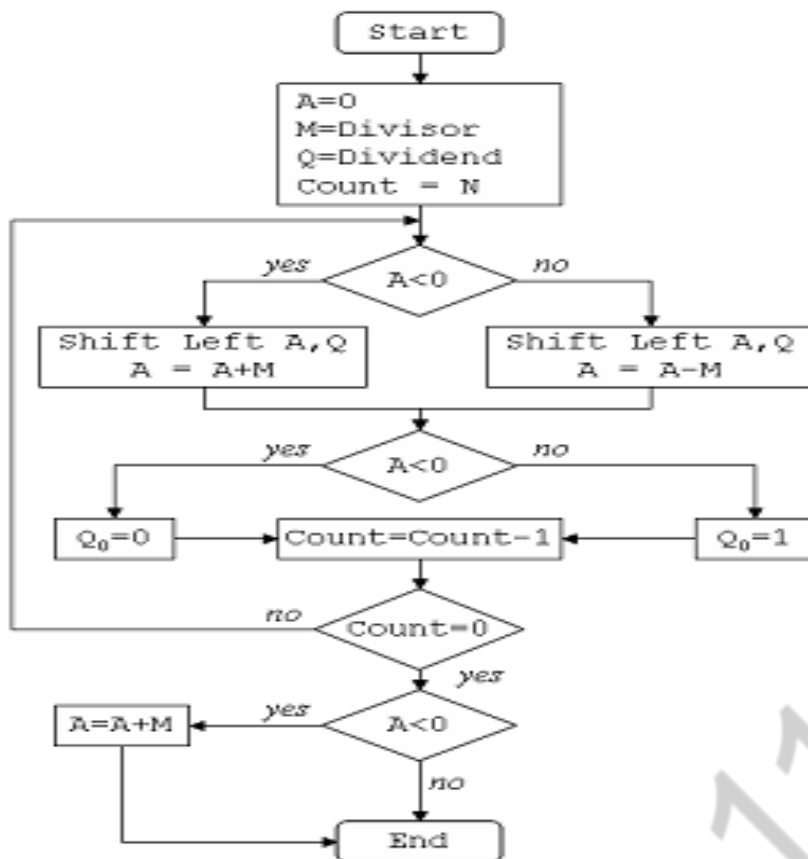 Start
A=0
M=Divisor
Q=Dividend
Count = N
A<0
yes
no
Shift Left A,Q
A = A+M
Shift Left A,Q
A = A-M
A<0
yes
no
Q₀=0
Count=Count-1
Q₀=1
Count=0
no
yes
A<0
yes
A=A+M
no
End